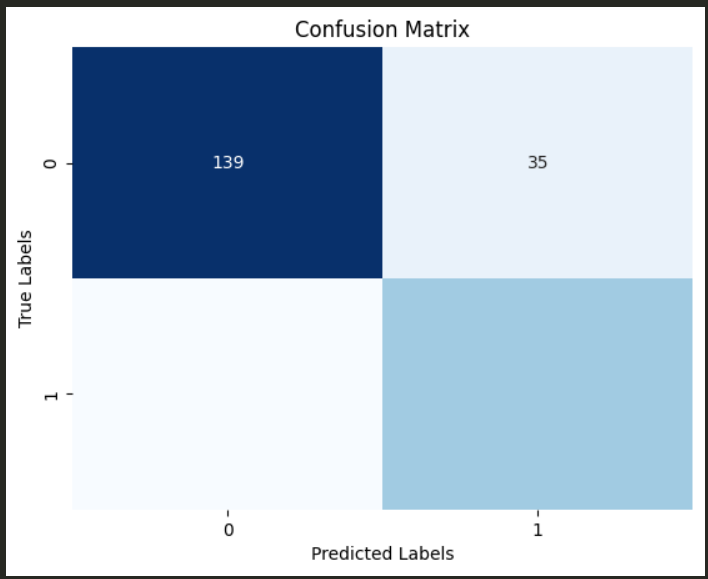 Confusion Matrix
True Labels
0
139
35
1
0
1
Predicted Labels